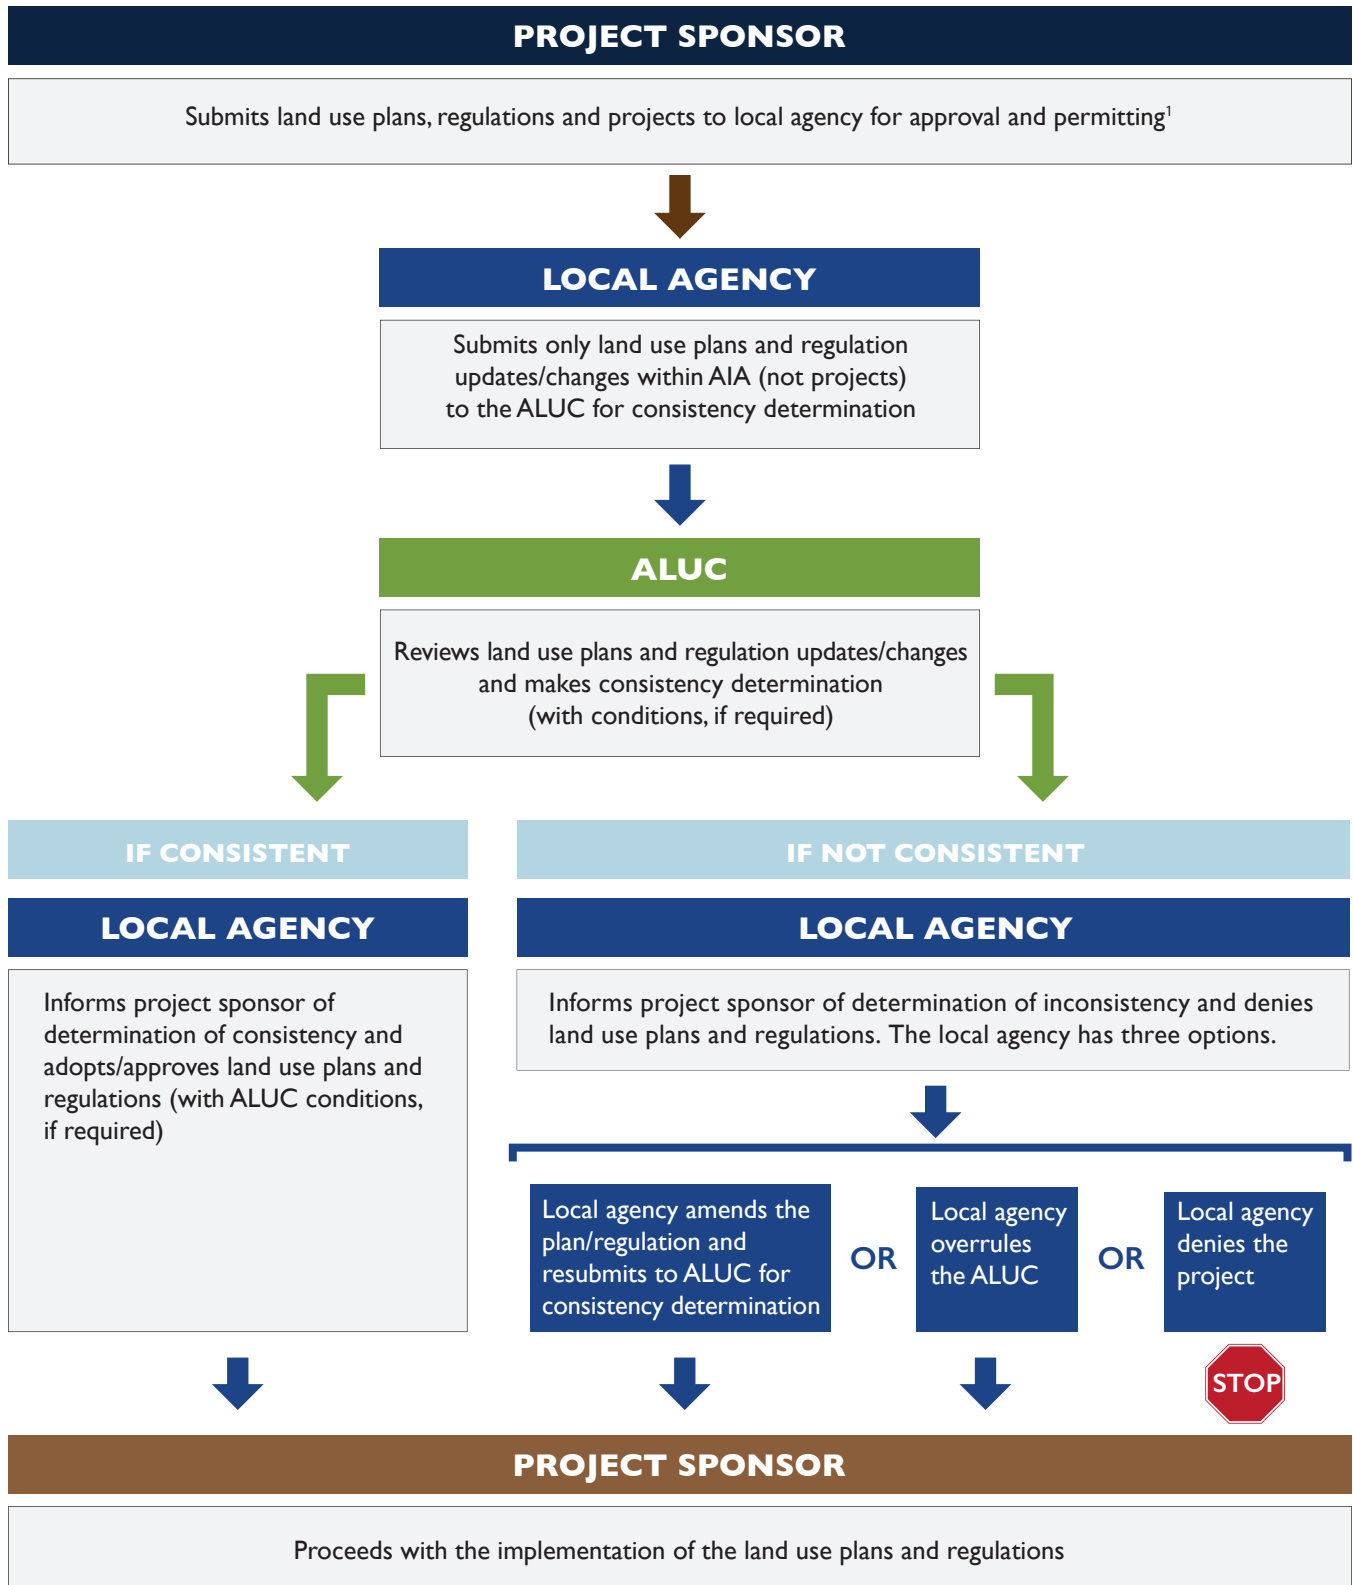 PROJECT SPONSOR
Submits land use plans, regulations and projects to local agency for approval and permitting¹
LOCAL AGENCY
Submits only land use plans and regulation
updates/changes within AIA (not projects)
to the ALUC for consistency determination
ALUC
Reviews land use plans and regulation updates/changes
and makes consistency determination
(with conditions, if required)
IF CONSISTENT
LOCAL AGENCY
Informs project sponsor of
determination of consistency and
adopts/approves land use plans and
regulations (with ALUC conditions,
if required)
IF NOT CONSISTENT
LOCAL AGENCY
Informs project sponsor of determination of inconsistency and denies
land use plans and regulations. The local agency has three options.
Local agency amends the
plan/regulation and
resubmits to ALUC for
consistency determination
OR
Local agency
overrules
the ALUC
OR
Local agency
denies the
project
STOP
PROJECT SPONSOR
Proceeds with the implementation of the land use plans and regulations